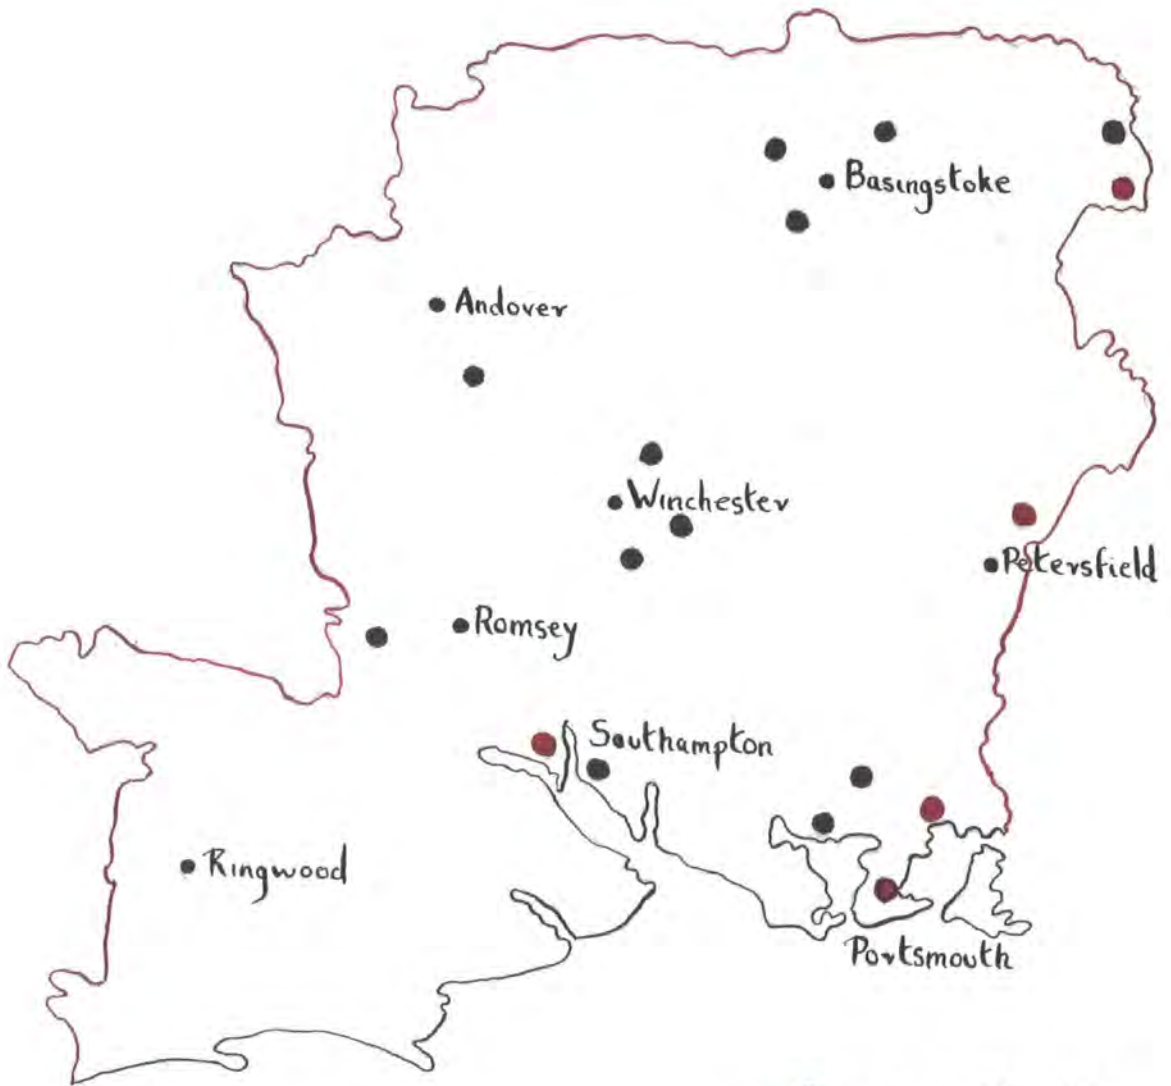 Basingstoke
Andover
Winchester
Petersfield
Romsey
Southampton
Ringwood
Portsmouth